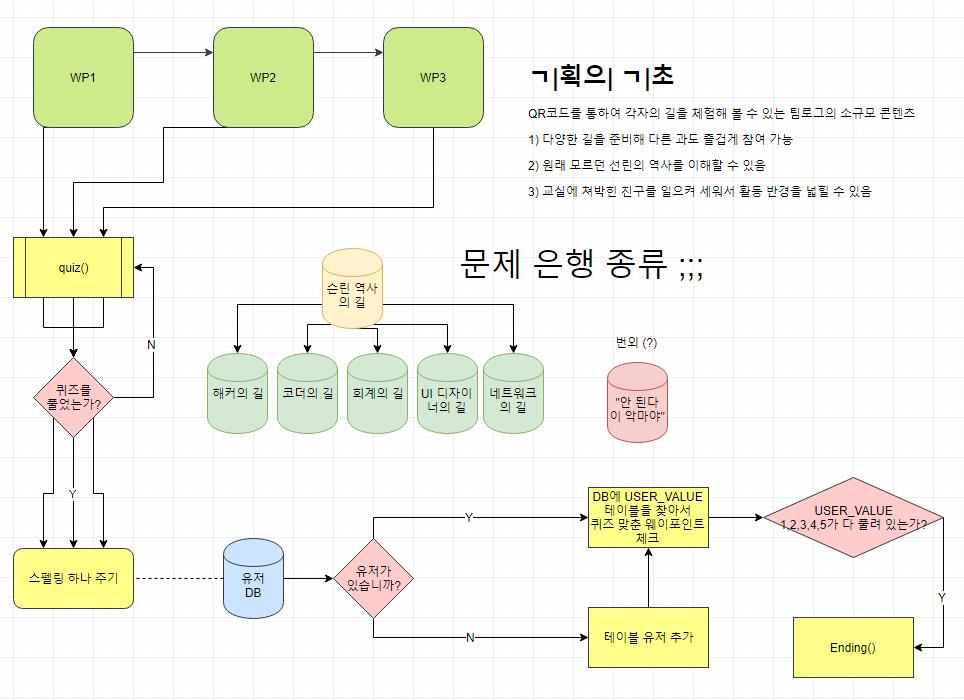 WP1
WP2
WP3
ㄱ|획으| ㄱ|초
QR코드를 통하여 각자의 길을 체험해 볼 수 있는 팀로그의 소규모 콘텐츠
1) 다양한 길을 준비해 다른 과도 즐겁게 참여 가능
2) 원래 모르던 선린의 역사를 이해할 수 있음
3) 교실에 쳐박힌 친구를 일으켜 세워서 활동 반경을 넓힐 수 있음
quiz()
N
퀴즈를
풀었는가?
Y
스펠링 하나 주기
문제 은행 종류 ;;;
슨린 역사
의 길
해커의 길
코더의 길
회계의 길
UI 디자이
너의 길
네트워크
의 길
번외 (?)
"안 된다
이 악마야"
유저
DB
유저가
있습니까?
Y
N
DB에 USER_VALUE
테이블을 찾아서
퀴즈 맞춘 웨이포인트
체크
테이블 유저 추가
USER_VALUE
1,2,3,4,5가 다 풀려 있는가?
Y
Ending()